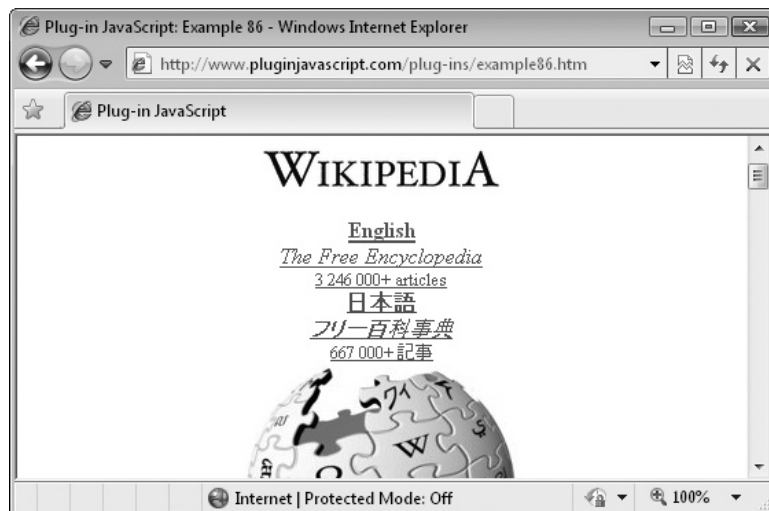 Plug-in JavaScript: Example 86 - Windows Internet Explorer
http://www.pluginjavascript.com/plug-ins/example86.htm
Plug-in JavaScript
WIKIPEDIA
English
The Free Encyclopedia
3 246 000+ articles
日本語
フリー百科事典
667 000+ 記事
ワィ
W
Internet | Protected Mode: Off
100%